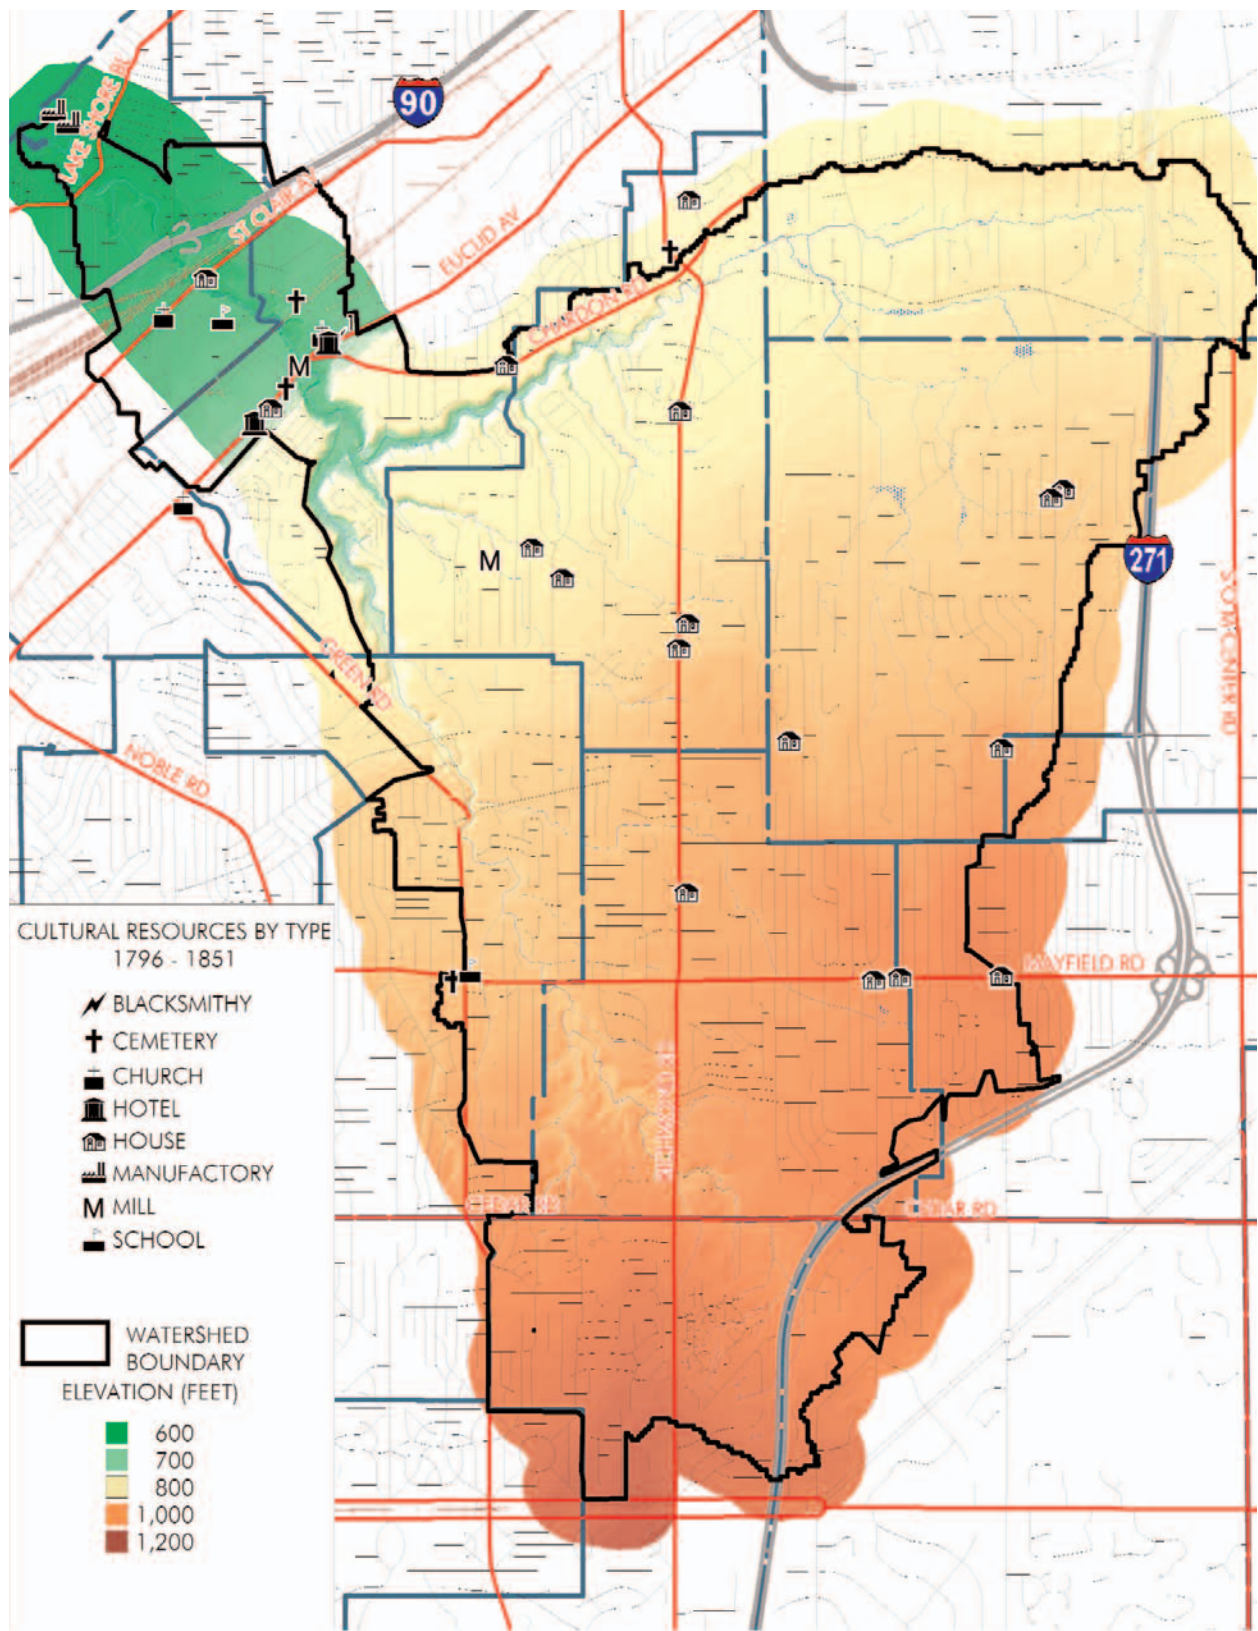 LAKE SHORE BL
90
ST CLAIR AV
EUCLID AV
CHARDON RD
M
M
271
SOM CENTER RD
GREEN RD
NOBLE RD
MAYFIELD RD
RICHMOND RD
CEDAR RD
CEDAR RD
CULTURAL RESOURCES BY TYPE
1796 - 1851
BLACKSMITHY
CEMETERY
CHURCH
HOTEL
HOUSE
MANUFACTORY
M MILL
SCHOOL
WATERSHED
BOUNDARY
ELEVATION (FEET)
600
700
800
1,000
1,200